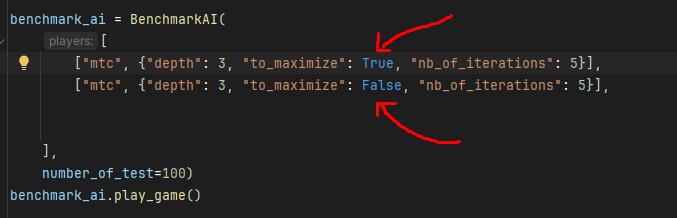 benchmark_ai = BenchmarkAI(
players: [
["mtc", {"depth": 3, "to_maximize": True, "nb_of_iterations": 5}],
["mtc", {"depth": 3, "to_maximize": False, "nb_of_iterations": 5}],
],
number_of_test=100)
benchmark_ai.play_game()